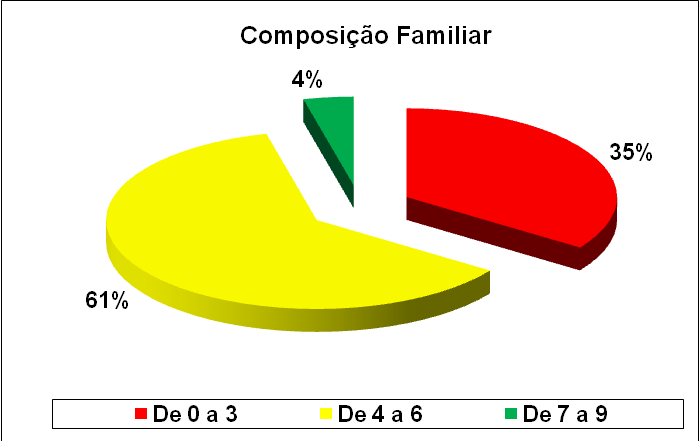 Composição Familiar
4%
35%
61%
De 0 a 3 De 4 a 6 De 7 a 9